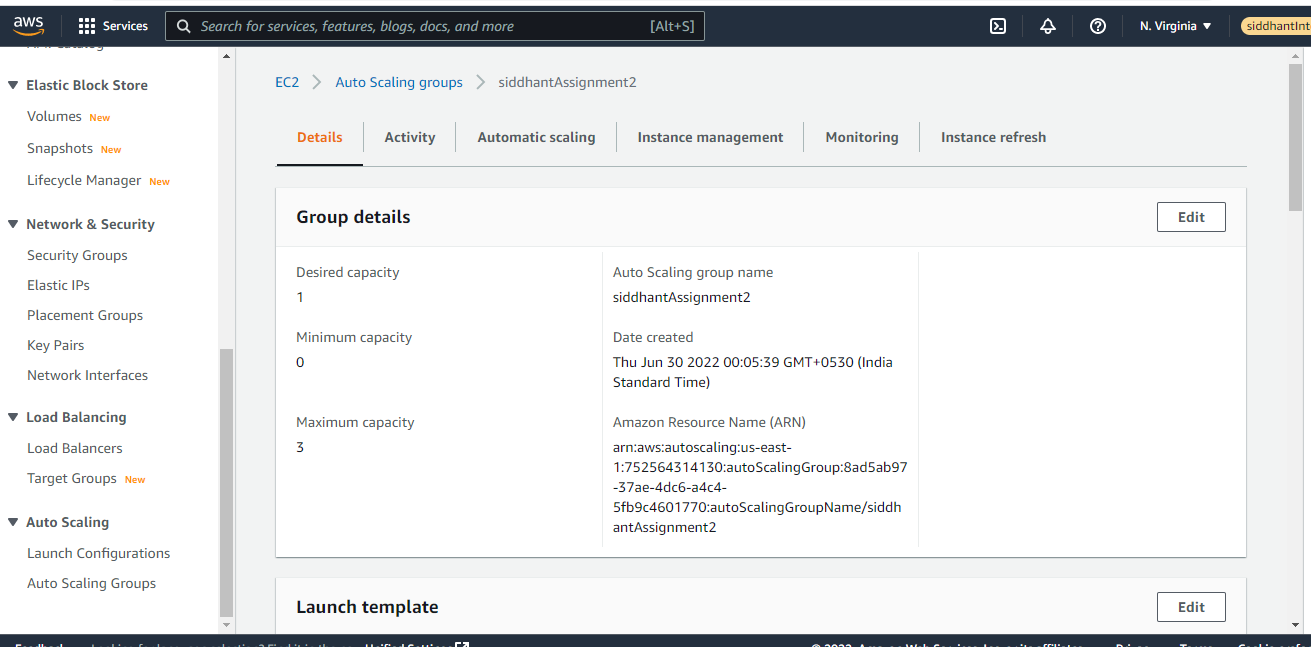 aws
Services
Search for services, features, blogs, docs, and more
[Alt+S]
N. Virginia
siddhantInt
Elastic Block Store
Volumes New
Snapshots New
Lifecycle Manager New
Network & Security
Security Groups
Elastic IPs
Placement Groups
Key Pairs
Network Interfaces
Load Balancing
Load Balancers
Target Groups New
Auto Scaling
Launch Configurations
Auto Scaling Groups
EC2 > Auto Scaling groups > siddhantAssignment2
Details
Activity
Automatic scaling
Instance management
Monitoring
Instance refresh
Group details
Edit
Desired capacity
1
Minimum capacity
0
Maximum capacity
3
Auto Scaling group name
siddhantAssignment2
Date created
Thu Jun 30 2022 00:05:39 GMT+0530 (India
Standard Time)
Amazon Resource Name (ARN)
arn:aws:autoscaling:us-east-
1:752564314130:autoScalingGroup:8ad5ab97
-37ae-4dc6-a4c4-
5fb9c4601770:autoScalingGroupName/siddh
antAssignment2
Launch template
Edit